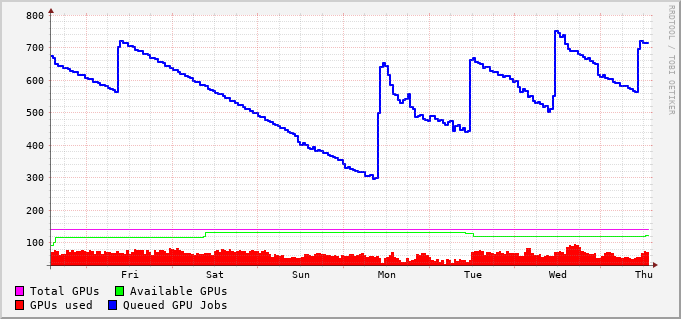 800
700
600
500
400
300
200
100
Fri Sat Sun Mon Tue Wed Thu
Total GPUs Available GPUs
GPUs used Queued GPU Jobs
RRDTOOL / TOBI OETIKER